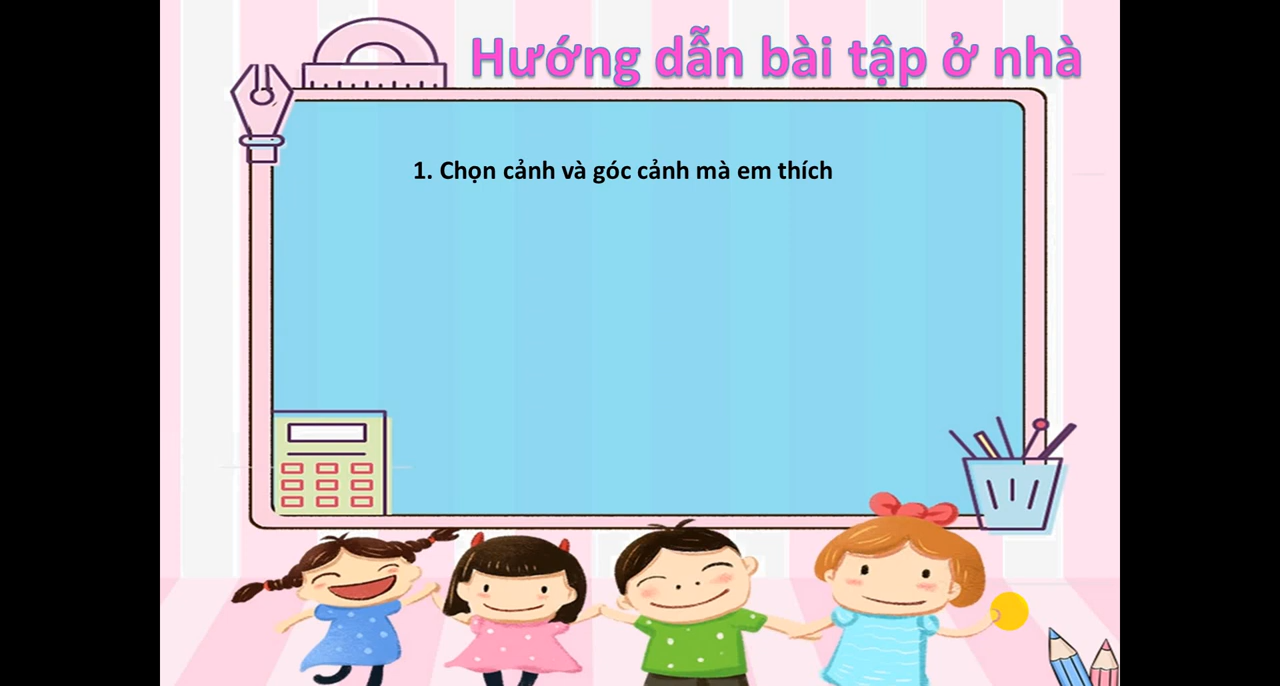 Hướng dẫn bài tập ở nhà
1. Chọn cảnh và góc cảnh mà em thích